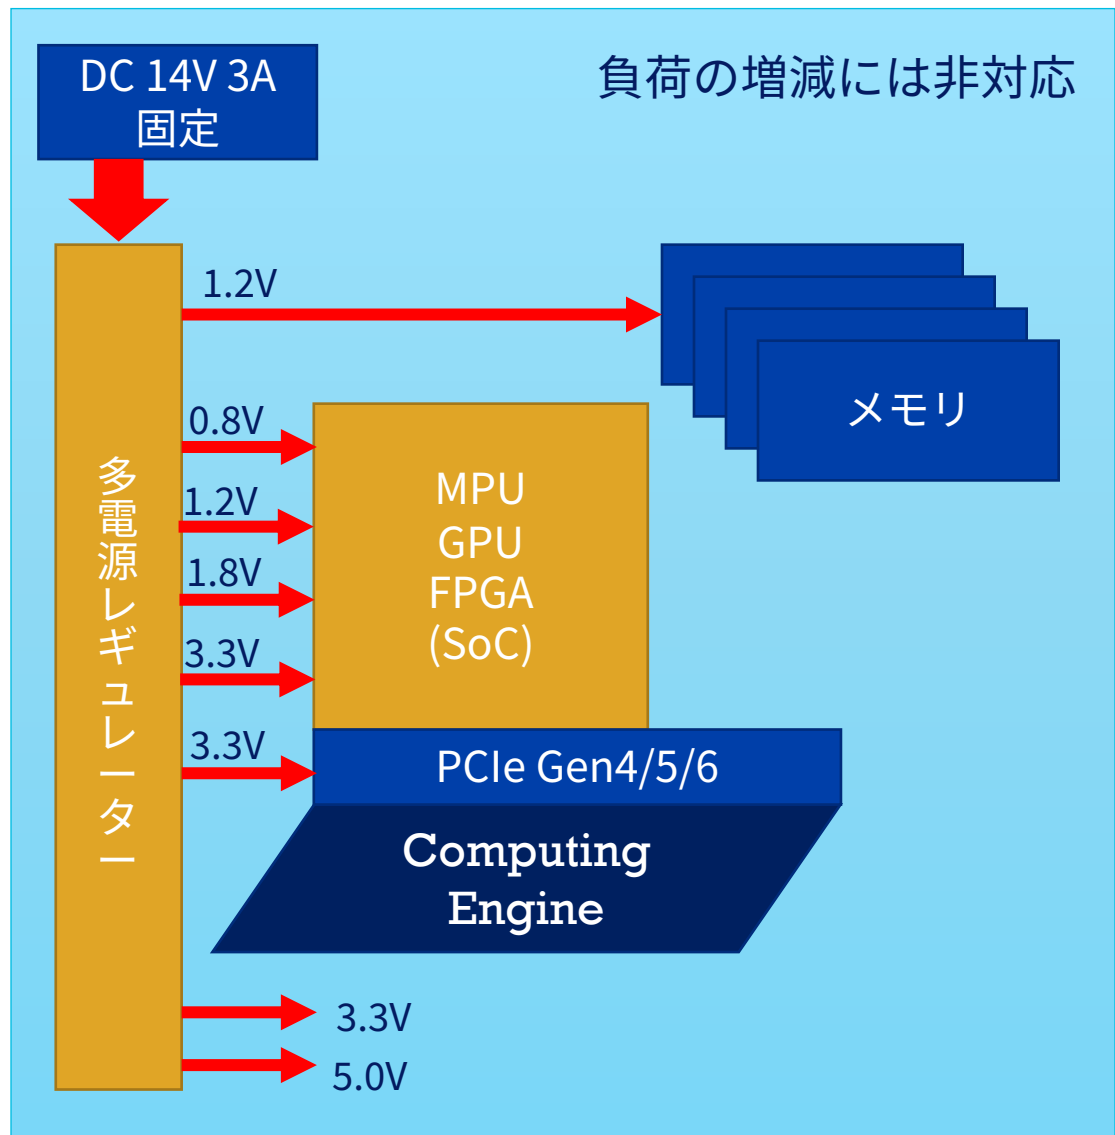 DC 14V 3A
固定
負荷の増減には非対応
1.2V
メモリ
0.8V
1.2V
1.8V
3.3V
3.3V
多電源レギュレーター
MPU
GPU
FPGA
(SoC)
PCIe Gen4/5/6
Computing
Engine
3.3V
5.0V